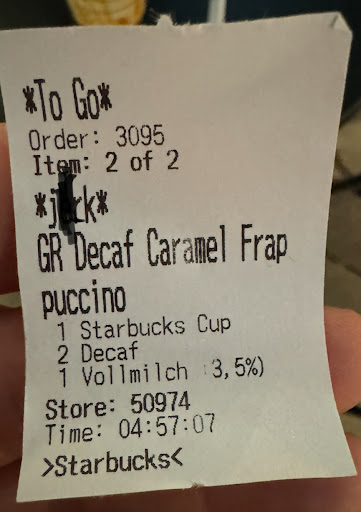 *To Go*
Order: 3095
Item: 2 of 2
GR Decaf Caramel Frap
puccino
1 Starbucks Cup
2 Decaf
1 Vollmilch (3,5%)
Store: 50974
Time: 04:57:07
>Starbucks<